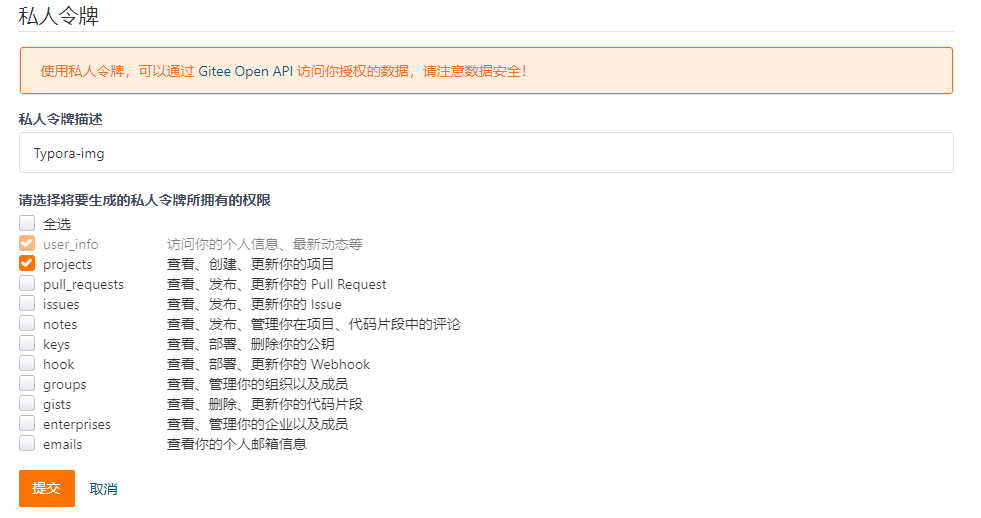 私人令牌
使用私人令牌，可以通过 Gitee Open API 访问你授权的数据，请注意数据安全！
私人令牌描述
Typora-img
请选择将要生成的私人令牌所拥有的权限
全选
user_info 访问你的个人信息、最新动态等
projects 查看、创建、更新你的项目
pull_requests 查看、发布、更新你的 Pull Request
issues 查看、发布、更新你的 Issue
notes 查看、发布、管理你在项目、代码片段中的评论
keys 查看、部署、删除你的公钥
hook 查看、部署、更新你的 Webhook
groups 查看、管理你的组织以及成员
gists 查看、删除、更新你的代码片段
enterprises 查看、管理你的企业以及成员
emails 查看你的个人邮箱信息
提交 取消